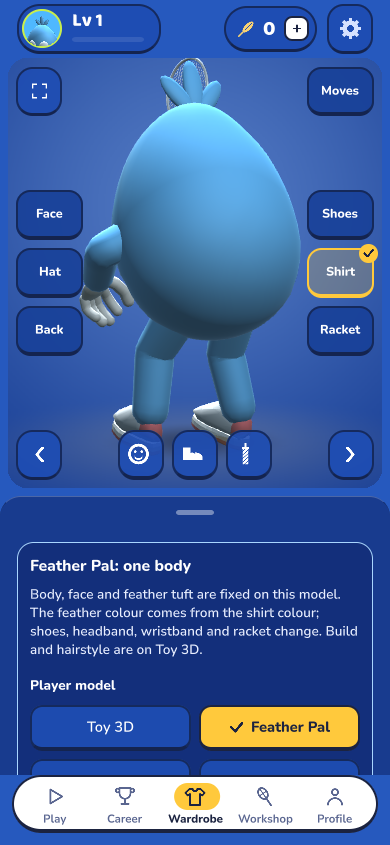 Lv 1
0
+
Moves
Face
Shoes
Hat
Shirt
Back
Racket
Feather Pal: one body
Body, face and feather tuft are fixed on this model.
The feather colour comes from the shirt colour;
shoes, headband, wristband and racket change. Build
and hairstyle are on Toy 3D.
Player model
Toy 3D
Feather Pal
Play
Career
Wardrobe
Workshop
Profile